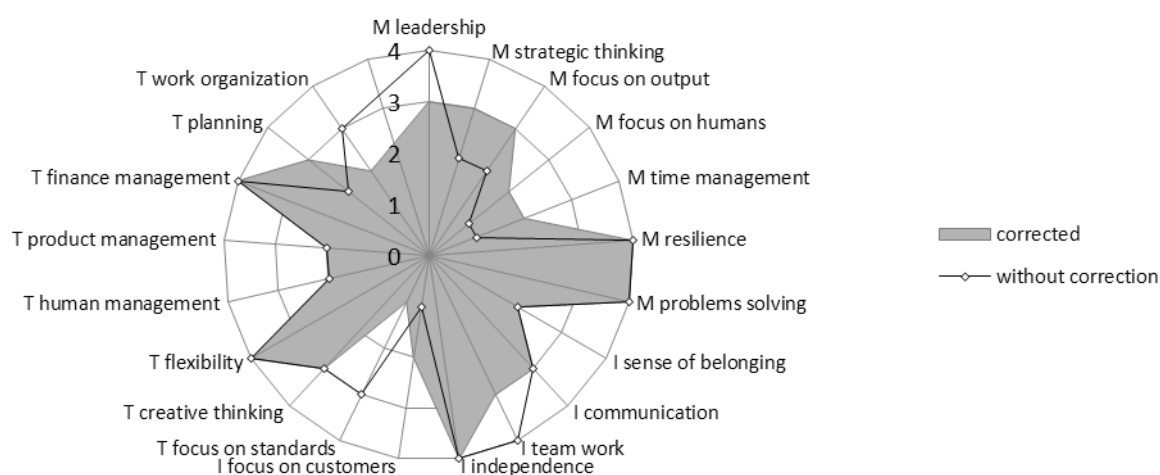 M leadership
M strategic thinking
M focus on output
M focus on humans
M time management
M resilience
M problems solving
I sense of belonging
I communication
I team work
I independence
I focus on customers
T focus on standards
T creative thinking
T flexibility
T human management
T product management
T finance management
T planning
T work organization
4
3
2
1
0
corrected
without correction